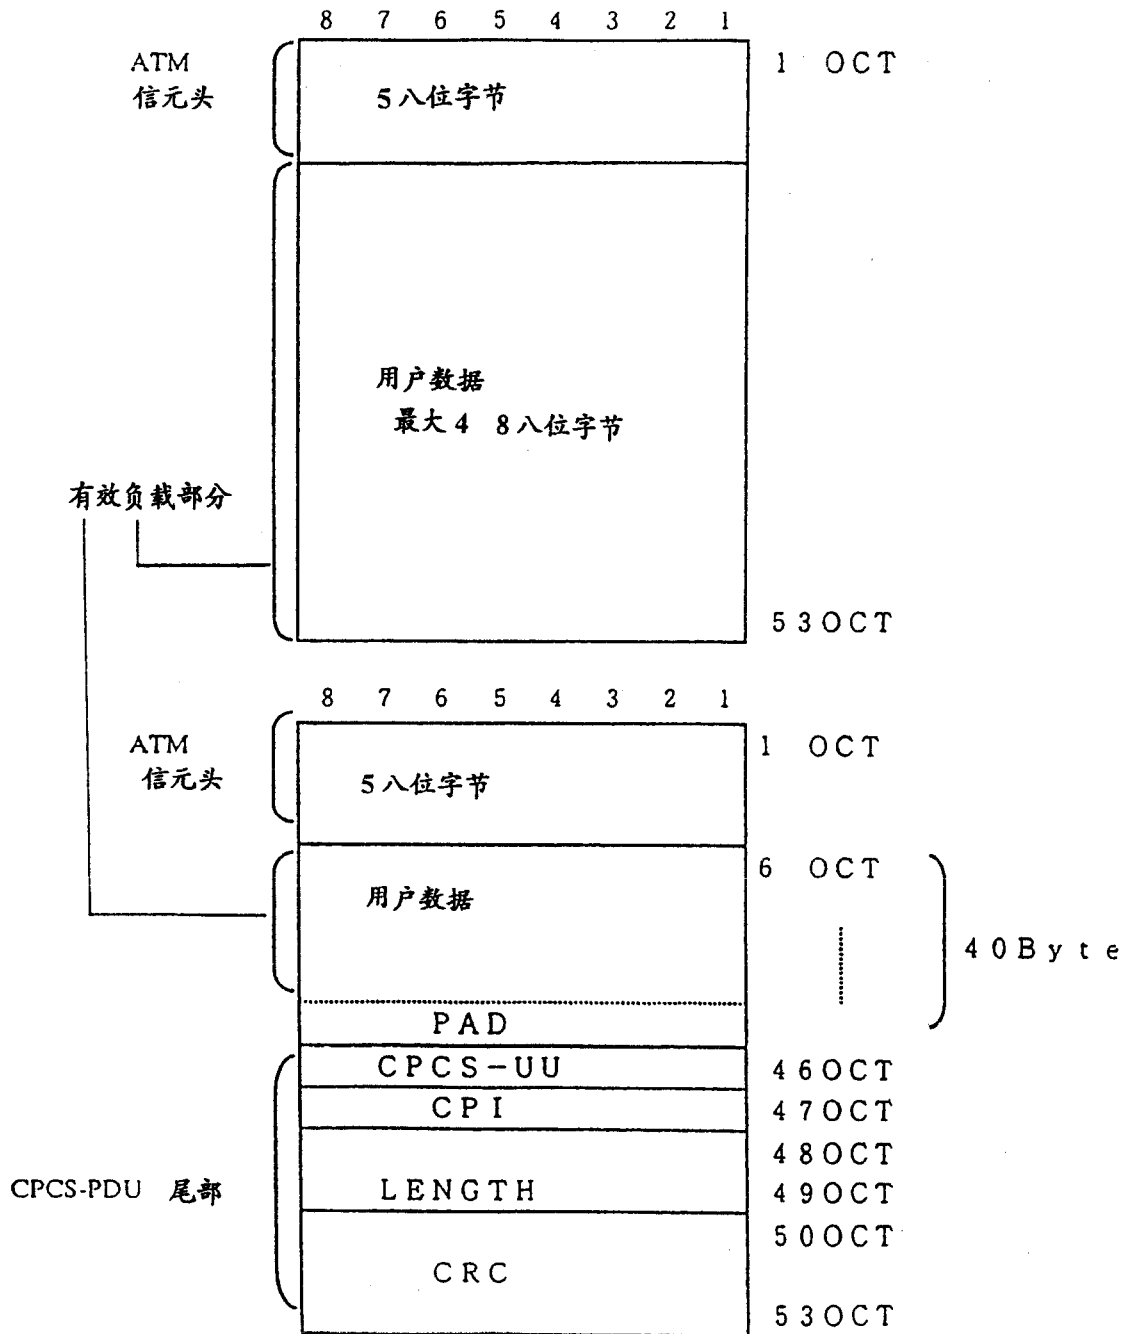 8 7 6 5 4 3 2 1
ATM
信元头
5八位字节
1 OCT
用户数据
最大4 8八位字节
有效负载部分
53OCT
8 7 6 5 4 3 2 1
ATM
信元头
5八位字节
1 OCT
用户数据
6 OCT
40Byte
PAD
CPCS-UU
46OCT
CPI
47OCT
48OCT
CPCS-PDU 尾部
LENGTH
49OCT
50OCT
CRC
53OCT